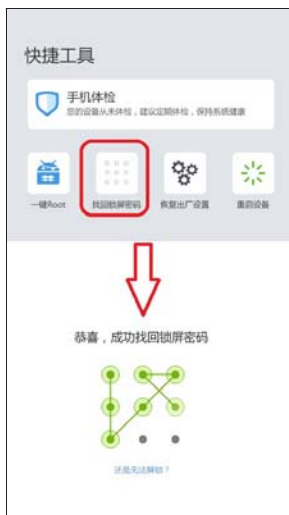 快捷工具
手机体检
您的设备从未体检，建议定期体检，保持系统健康
一键Root
找回锁屏密码
恢复出厂设置
重启设备
恭喜，成功找回锁屏密码
还是无法解锁？